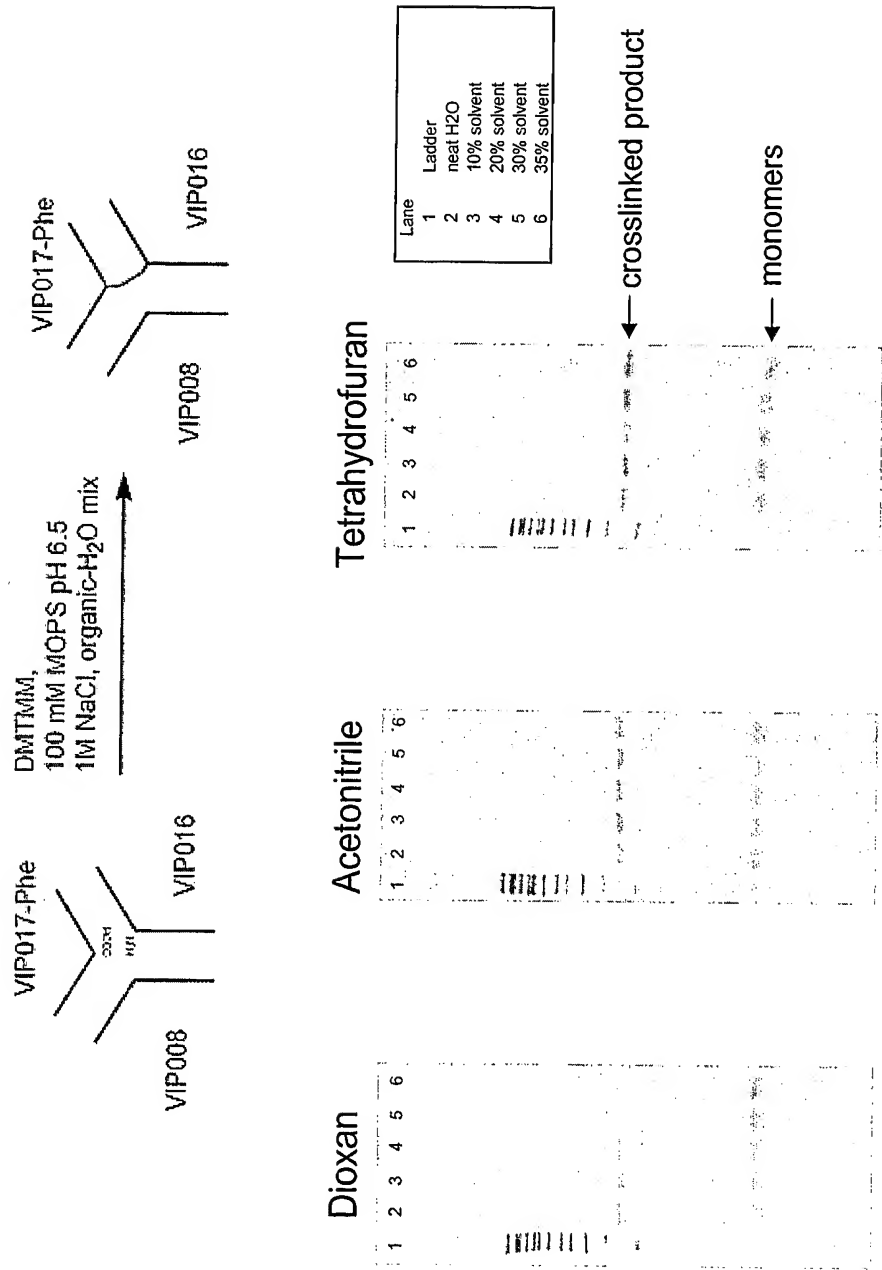 VIP017-Phe
VIP016
VIP008
DMTMM,
100 mM MOPS pH 6.5
1M NaCl, organic-H2O mix
VIP017-Phe
VIP016
VIP008
Lane
1 Ladder
2 neat H2O
3 10% solvent
4 20% solvent
5 30% solvent
6 35% solvent
Dioxan
1 2 3 4 5 6
Acetonitrile
1 2 3 4 5 6
Tetrahydrofuran
1 2 3 4 5 6
crosslinked product
monomers